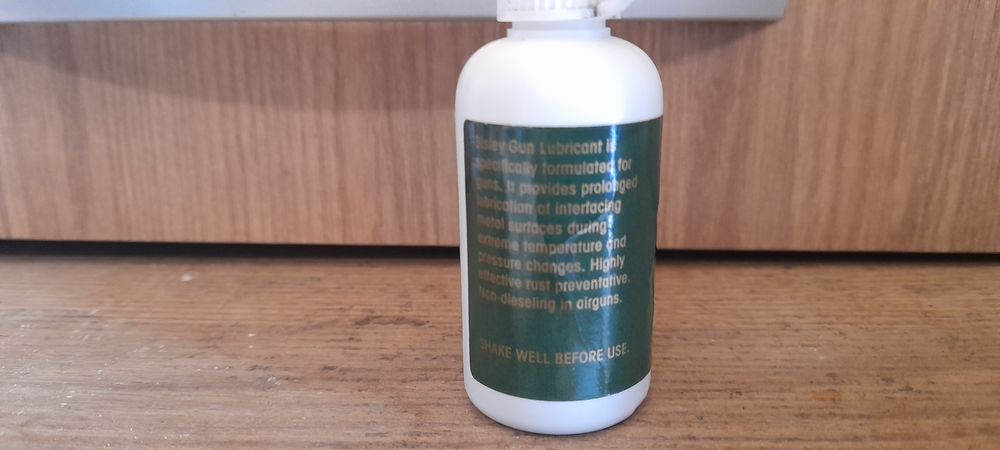 Bisley Gun Lubricant is
specifically formulated for
guns. It provides prolonged
lubrication of interfacing
metal surfaces during
extreme temperature and
pressure changes. Highly
effective rust preventative.
Non-dieseling in airguns.
SHAKE WELL BEFORE USE.